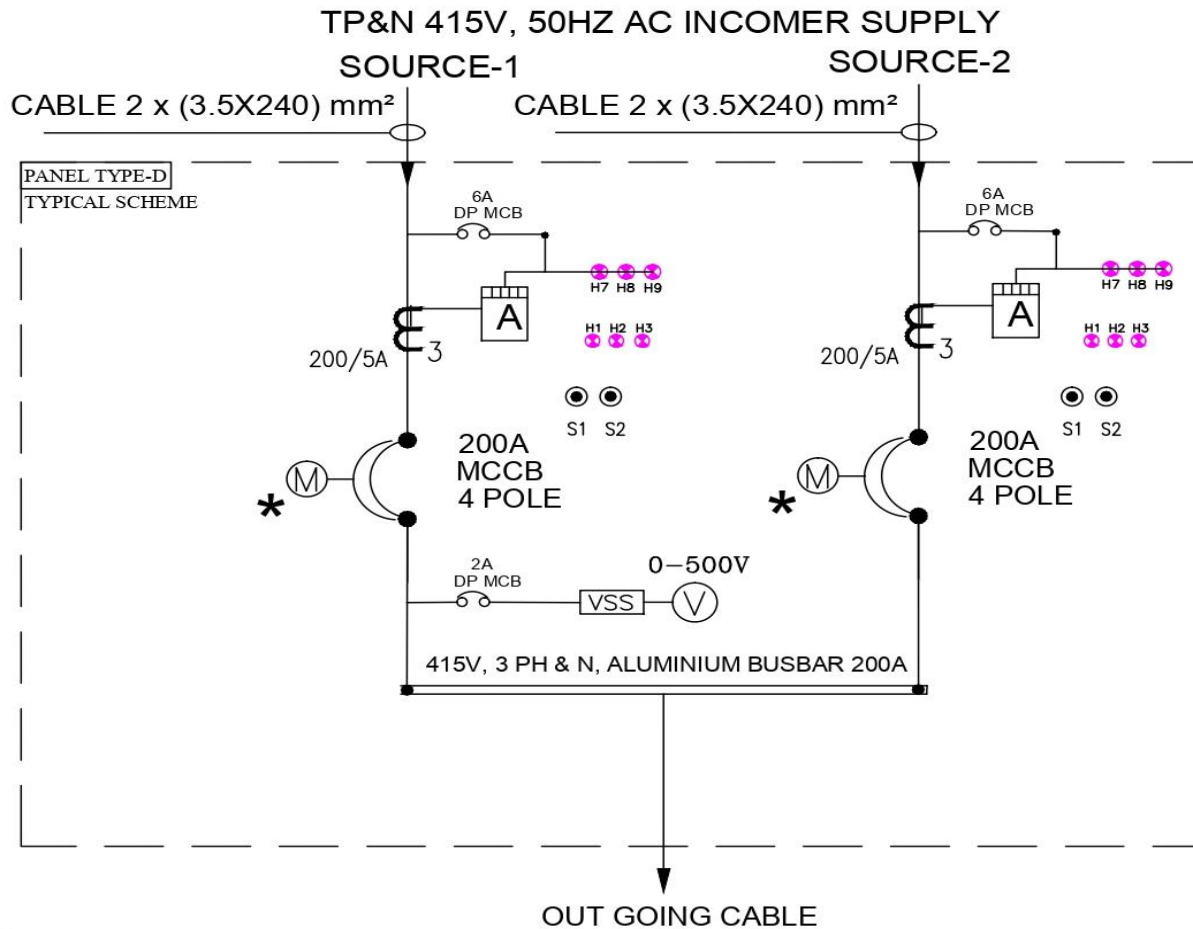 TP&N 415V, 50HZ AC INCOMER SUPPLY
SOURCE-1
SOURCE-2
CABLE 2 x (3.5X240) mm²
CABLE 2 x (3.5X240) mm²
PANEL TYPE-D
TYPICAL SCHEME
6A
DP MCB
H7 H8 H9
A
H1 H2 H3
200/5A
3
S1 S2
200A
MCCB
4 POLE
M
*
6A
DP MCB
H7 H8 H9
A
H1 H2 H3
200/5A
3
S1 S2
200A
MCCB
4 POLE
M
*
2A
DP MCB
VSS
0-500V
V
415V, 3 PH & N, ALUMINIUM BUSBAR 200A
OUT GOING CABLE